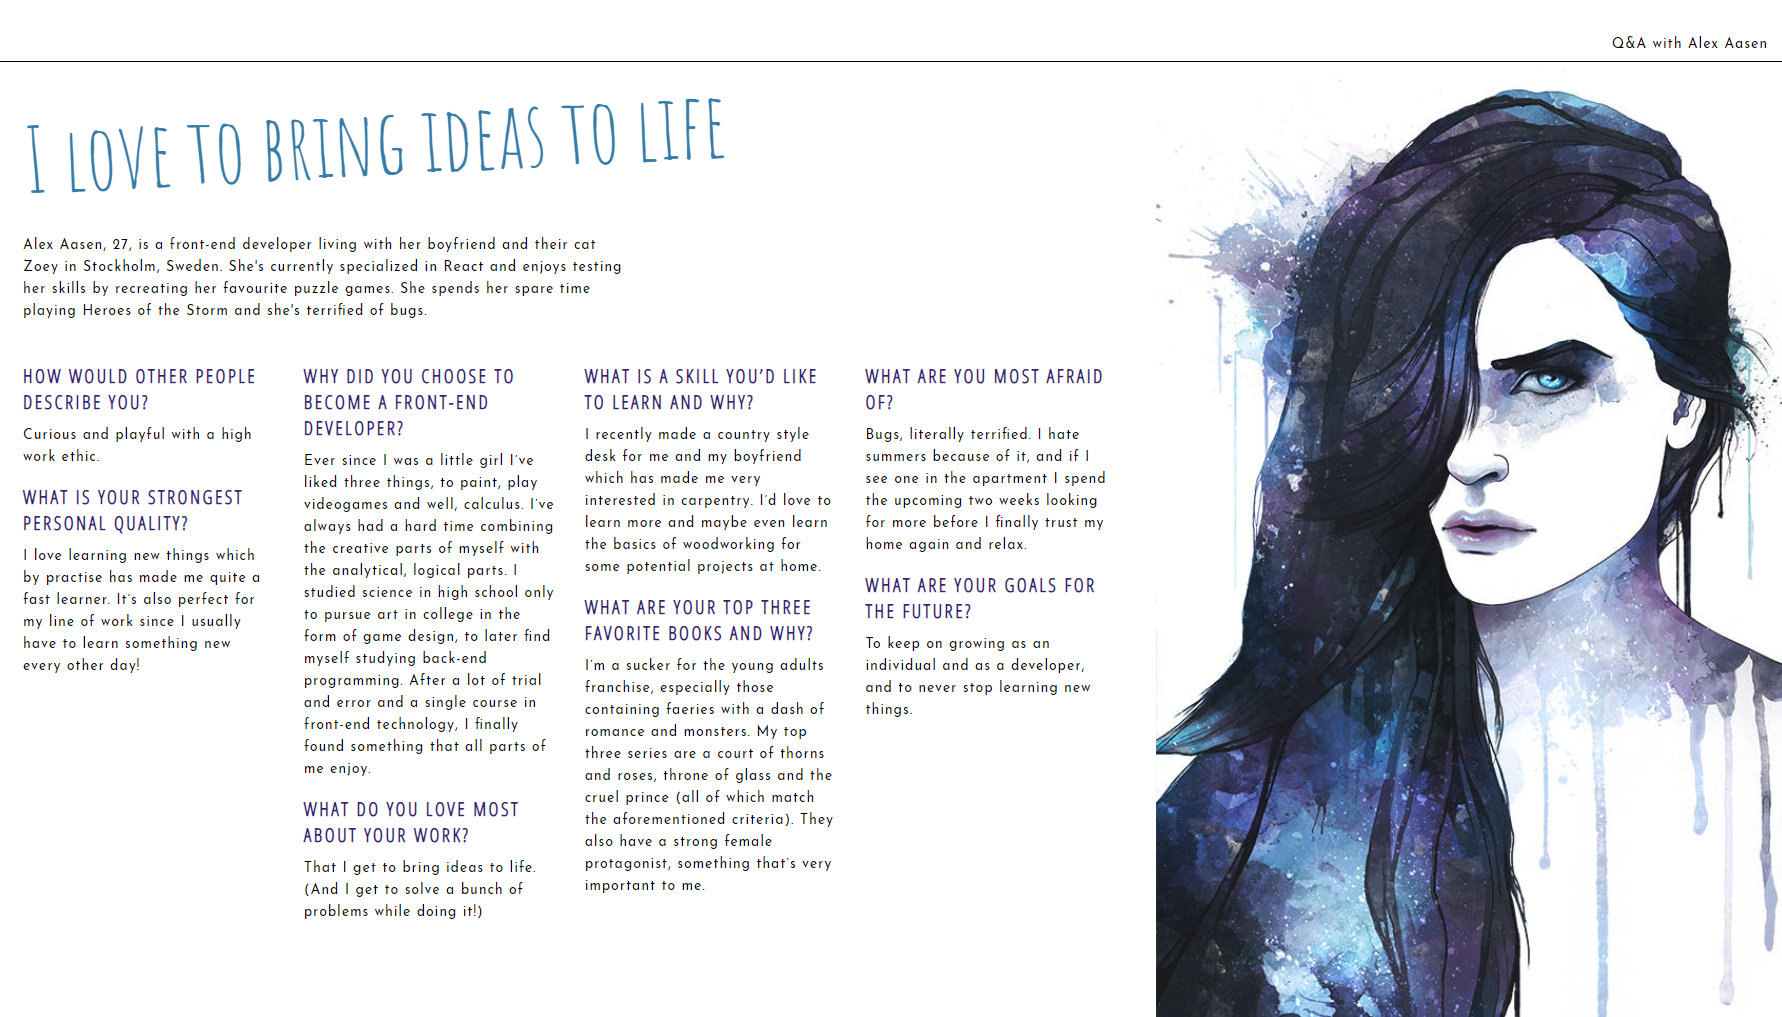 Q&A with Alex Aasen
I LOVE TO BRING IDEAS TO LIFE
Alex Aasen, 27, is a front-end developer living with her boyfriend and their cat
Zoey in Stockholm, Sweden. She's currently specialized in React and enjoys testing
her skills by recreating her favourite puzzle games. She spends her spare time
playing Heroes of the Storm and she's terrified of bugs.
HOW WOULD OTHER PEOPLE
DESCRIBE YOU?
Curious and playful with a high
work ethic.
WHAT IS YOUR STRONGEST
PERSONAL QUALITY?
I love learning new things which
by practise has made me quite a
fast learner. It´s also perfect for
my line of work since I usually
have to learn something new
every other day!
WHY DID YOU CHOOSE TO
BECOME A FRONT-END
DEVELOPER?
Ever since I was a little girl I´ve
liked three things, to paint, play
videogames and well, calculus. I´ve
always had a hard time combining
the creative parts of myself with
the analytical, logical parts. I
studied science in high school only
to pursue art in college in the
form of game design, to later find
myself studying back-end
programming. After a lot of trial
and error and a single course in
front-end technology, I finally
found something that all parts of
me enjoy.
WHAT DO YOU LOVE MOST
ABOUT YOUR WORK?
That I get to bring ideas to life.
(And I get to solve a bunch of
problems while doing it!)
WHAT IS A SKILL YOU’D LIKE
TO LEARN AND WHY?
I recently made a country style
desk for me and my boyfriend
which has made me very
interested in carpentry. I´d love to
learn more and maybe even learn
the basics of woodworking for
some potential projects at home.
WHAT ARE YOUR TOP THREE
FAVORITE BOOKS AND WHY?
I´m a sucker for the young adults
franchise, especially those
containing faeries with a dash of
romance and monsters. My top
three series are a court of thorns
and roses, throne of glass and the
cruel prince (all of which match
the aforementioned criteria). They
also have a strong female
protagonist, something that´s very
important to me.
WHAT ARE YOU MOST AFRAID
OF?
Bugs, literally terrified. I hate
summers because of it, and if I
see one in the apartment I spend
the upcoming two weeks looking
for more before I finally trust my
home again and relax.
WHAT ARE YOUR GOALS FOR
THE FUTURE?
To keep on growing as an
individual and as a developer,
and to never stop learning new
things.